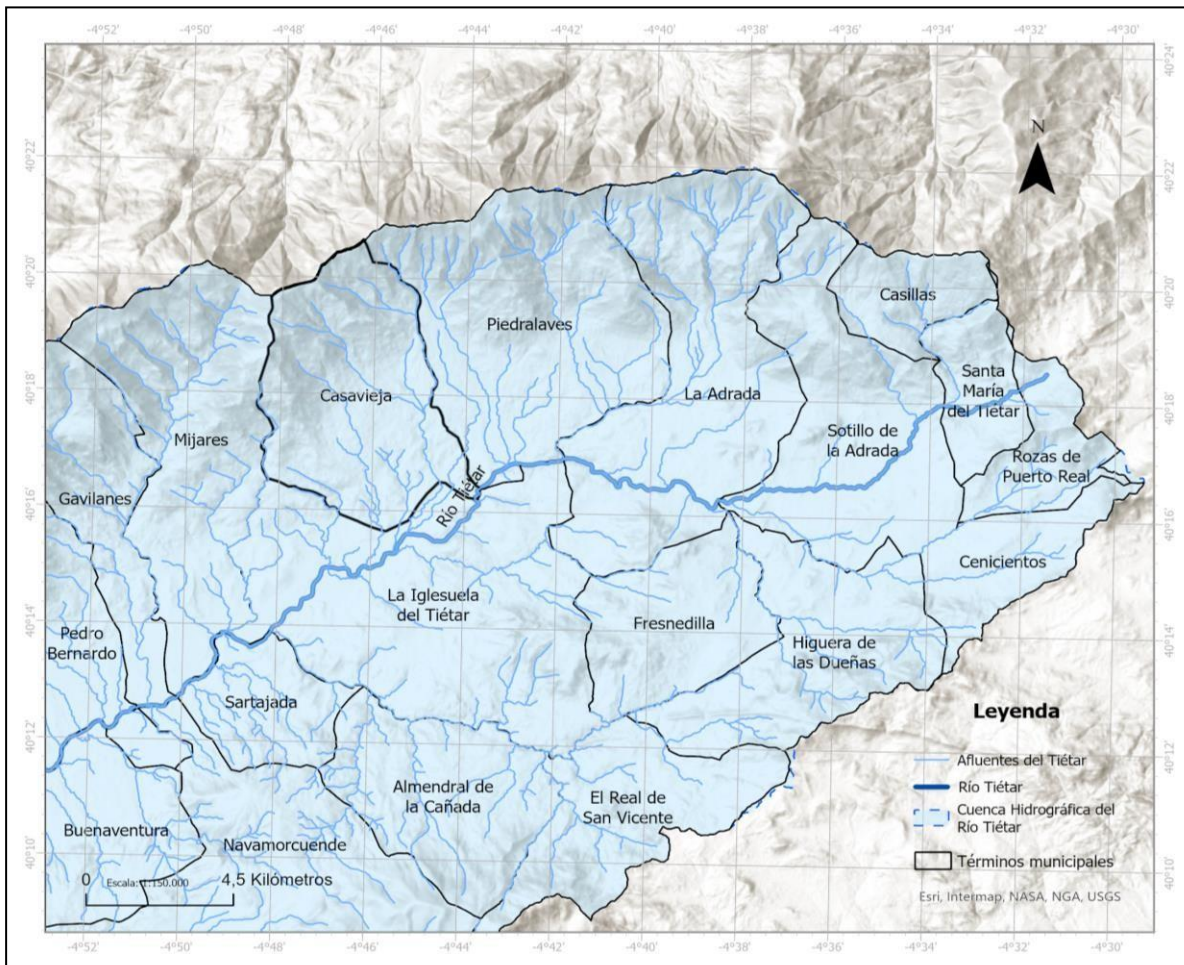 -4°52' -4°50' -4°48' -4°46' -4°44' -4°42' -4°40' -4°38' -4°36' -4°34' -4°32' -4°30'
40°24'
N
40°22' 40°22'
40°20' 40°20'
Casillas
Piedralaves
Santa
María
del Tiétar
La Adrada
Casavieja
40°18' 40°18'
Mijares
Sotillo de
la Adrada
Rozas de
Puerto Real
Río Tiétar
Gavilanes
40°16' 40°16'
Cenicientos
La Iglesuela
del Tiétar
Fresnedilla
40°14' 40°14'
Pedro
Bernardo
Higuera de
las Dueñas
Sartajada
Leyenda
40°12' 40°12'
Afluentes del Tiétar
Río Tiétar
Cuenca Hidrográfica del
Río Tiétar
Términos municipales
Almendral de
la Cañada
El Real de
San Vicente
Buenaventura
Navamorcuende
40°10' 40°10'
0 Escala: 1:150.000 4,5 Kilómetros
Esri, Intermap, NASA, NGA, USGS
-4°52' -4°50' -4°48' -4°46' -4°44' -4°42' -4°40' -4°38' -4°36' -4°34' -4°32' -4°30'